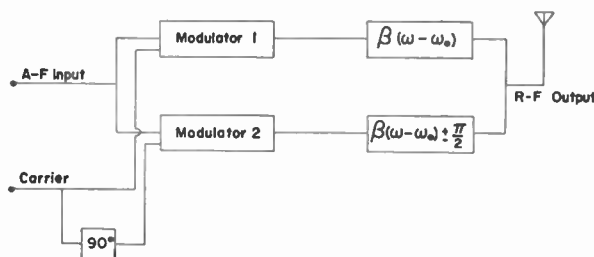 Modulator 1
β (ω – ω₀)
A-F Input
R-F Output
Modulator 2
β(ω–ω₀) ± π/2
Carrier
90°